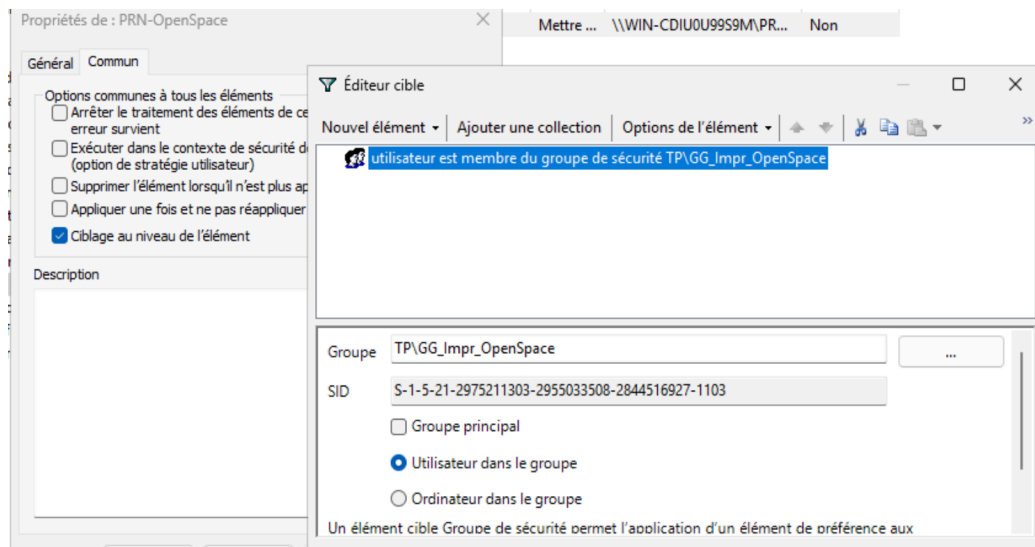 Propriétés de : PRN-OpenSpace
Mettre ... \\WIN-CDIU0U99S9M\PR... Non
Général Commun
Options communes à tous les éléments
Arrêter le traitement des éléments de ce
erreur survient
Exécuter dans le contexte de sécurité d
(option de stratégie utilisateur)
Supprimer l'élément lorsqu'il n'est plus ap
Appliquer une fois et ne pas réappliquer
Ciblage au niveau de l'élément
Description
Éditeur cible
Nouvel élément Ajouter une collection Options de l'élément
utilisateur est membre du groupe de sécurité TP\GG_Impr_OpenSpace
Groupe TP\GG_Impr_OpenSpace ...
SID S-1-5-21-2975211303-2955033508-2844516927-1103
Groupe principal
Utilisateur dans le groupe
Ordinateur dans le groupe
Un élément cible Groupe de sécurité permet l'application d'un élément de préférence aux